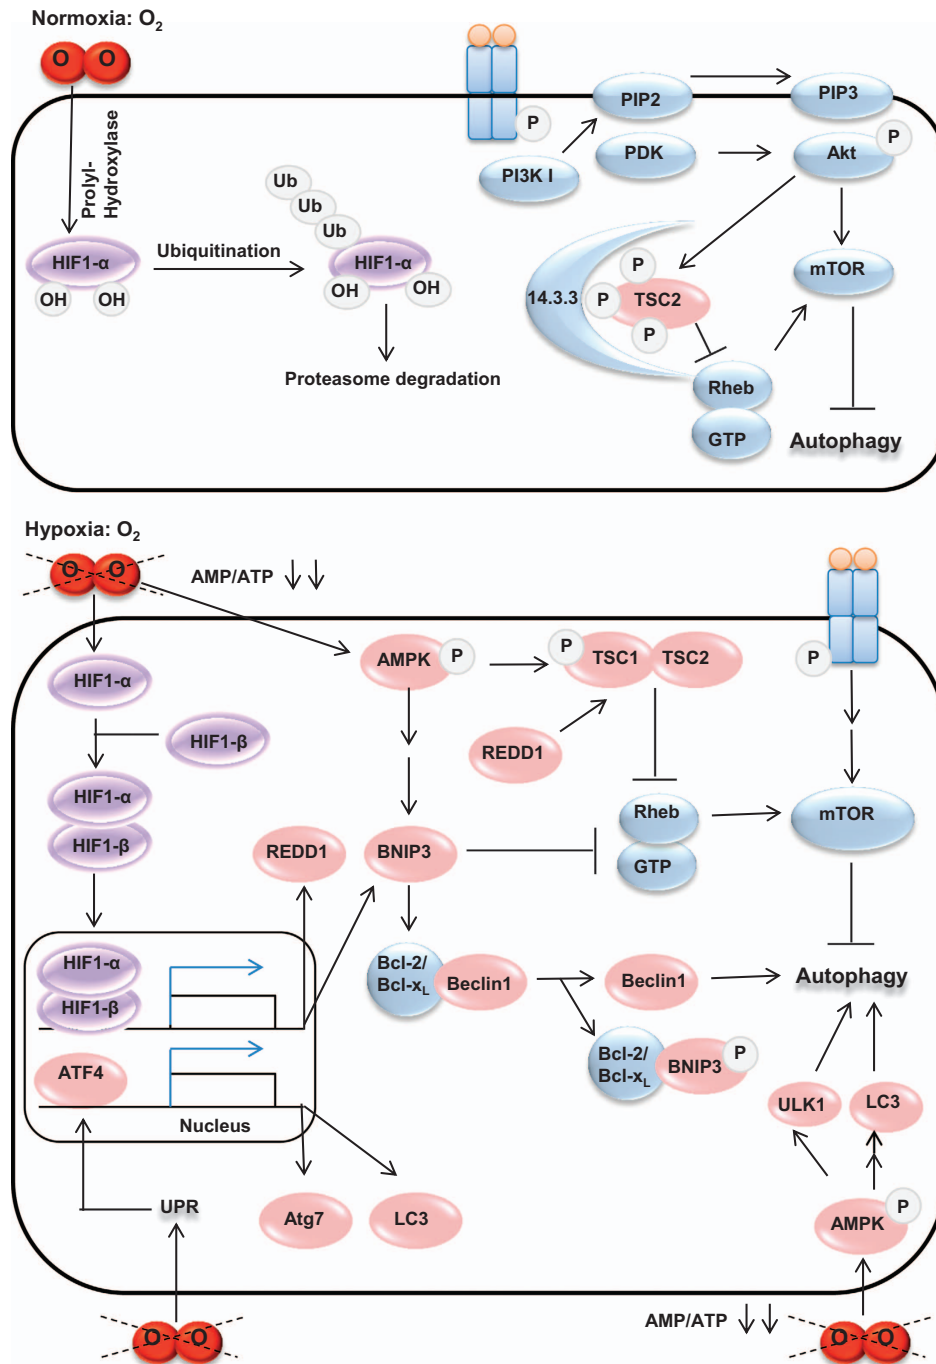 Normoxia: O2
O O
Prolyl-
Hydroxylase
HIF1-α
OH OH
Ubiquitination
Ub
Ub
Ub
HIF1-α
OH OH
Proteasome degradation
P
PI3K I
PIP2
PIP3
PDK
Akt
P
14.3.3
P
P
TSC2
P
mTOR
Rheb
GTP
Autophagy
Hypoxia: O2
O O
AMP/ATP
HIF1-α
HIF1-β
HIF1-α
HIF1-β
AMPK
P
P
TSC1
TSC2
REDD1
P
Rheb
GTP
mTOR
REDD1
BNIP3
HIF1-α
HIF1-β
ATF4
Nucleus
Bcl-2/
Bcl-xL
Beclin1
Beclin1
Autophagy
Bcl-2/
Bcl-xL
BNIP3
P
ULK1
LC3
UPR
Atg7
LC3
AMPK
P
O O
AMP/ATP
O O